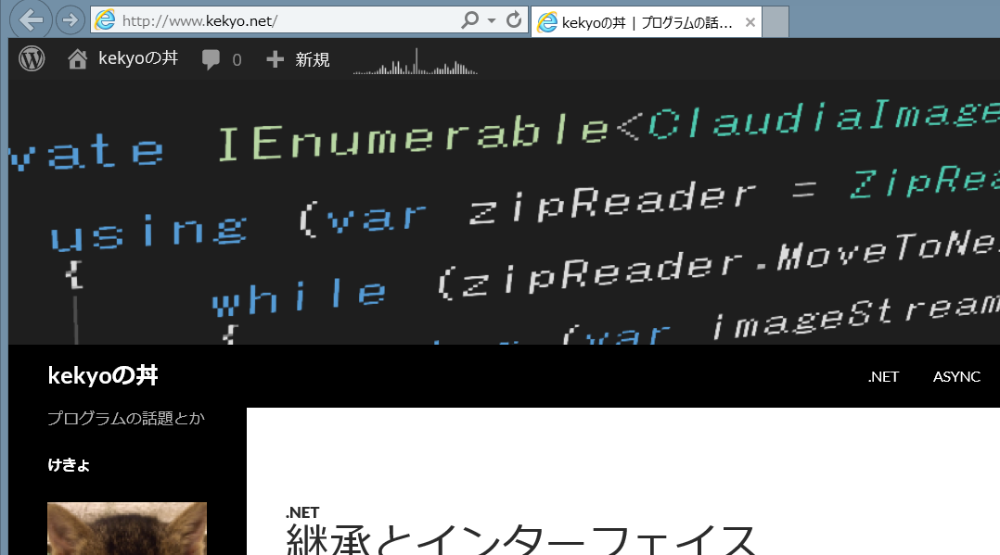 http://www.kekyo.net/
kekyoの丼 | プログラムの話...
kekyoの丼 0 新規
vate IEnumerable<ClaudiaImage
using (var zipReader = ZipRea
{
while (zipReader.MoveToNe
{
(var imageStream
kekyoの丼
.NET ASYNC
プログラムの話題とか
けきょ
.NET
継承とインターフェイス